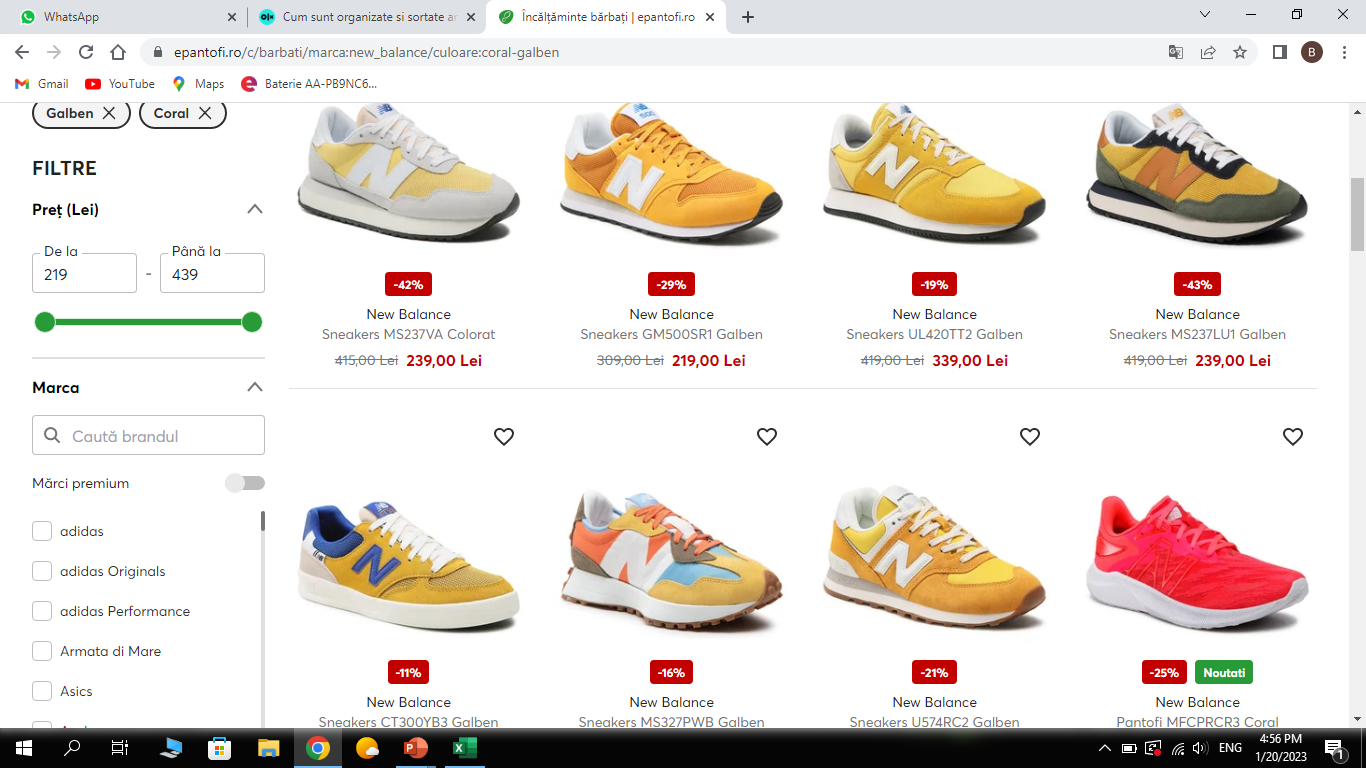 WhatsApp
Cum sunt organizate si sortate ar
Încălțăminte bărbați | epantofi.ro
epantofi.ro/c/barbati/marca:new_balance/culoare:coral-galben
B
Gmail
YouTube
Maps
Baterie AA-PB9NC6...
Galben
Coral
FILTRE
Preț (Lei)
De la
219
-
Până la
439
Marca
Caută brandul
Mărci premium
adidas
adidas Originals
adidas Performance
Armata di Mare
Asics
-42%
New Balance
Sneakers MS237VA Colorat
415,00 Lei 239,00 Lei
-29%
New Balance
Sneakers GM500SR1 Galben
309,00 Lei 219,00 Lei
-19%
New Balance
Sneakers UL420TT2 Galben
419,00 Lei 339,00 Lei
-43%
New Balance
Sneakers MS237LU1 Galben
419,00 Lei 239,00 Lei
-11%
New Balance
Sneakers CT300YB3 Galben
-16%
New Balance
Sneakers MS327PWB Galben
-21%
New Balance
Sneakers U574RC2 Galben
-25% Noutati
New Balance
Pantofi MFCPRCR3 Coral
ENG
4:56 PM
1/20/2023
1